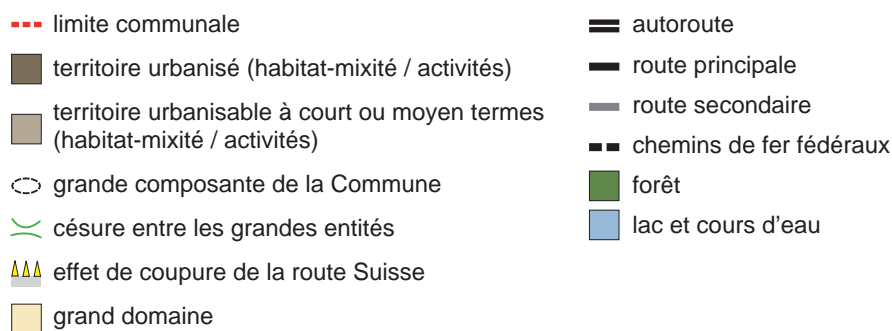 limite communale
territoire urbanisé (habitat-mixité / activités)
territoire urbanisable à court ou moyen termes
(habitat-mixité / activités)
grande composante de la Commune
césure entre les grandes entités
effet de coupure de la route Suisse
grand domaine
autoroute
route principale
route secondaire
chemins de fer fédéraux
forêt
lac et cours d'eau